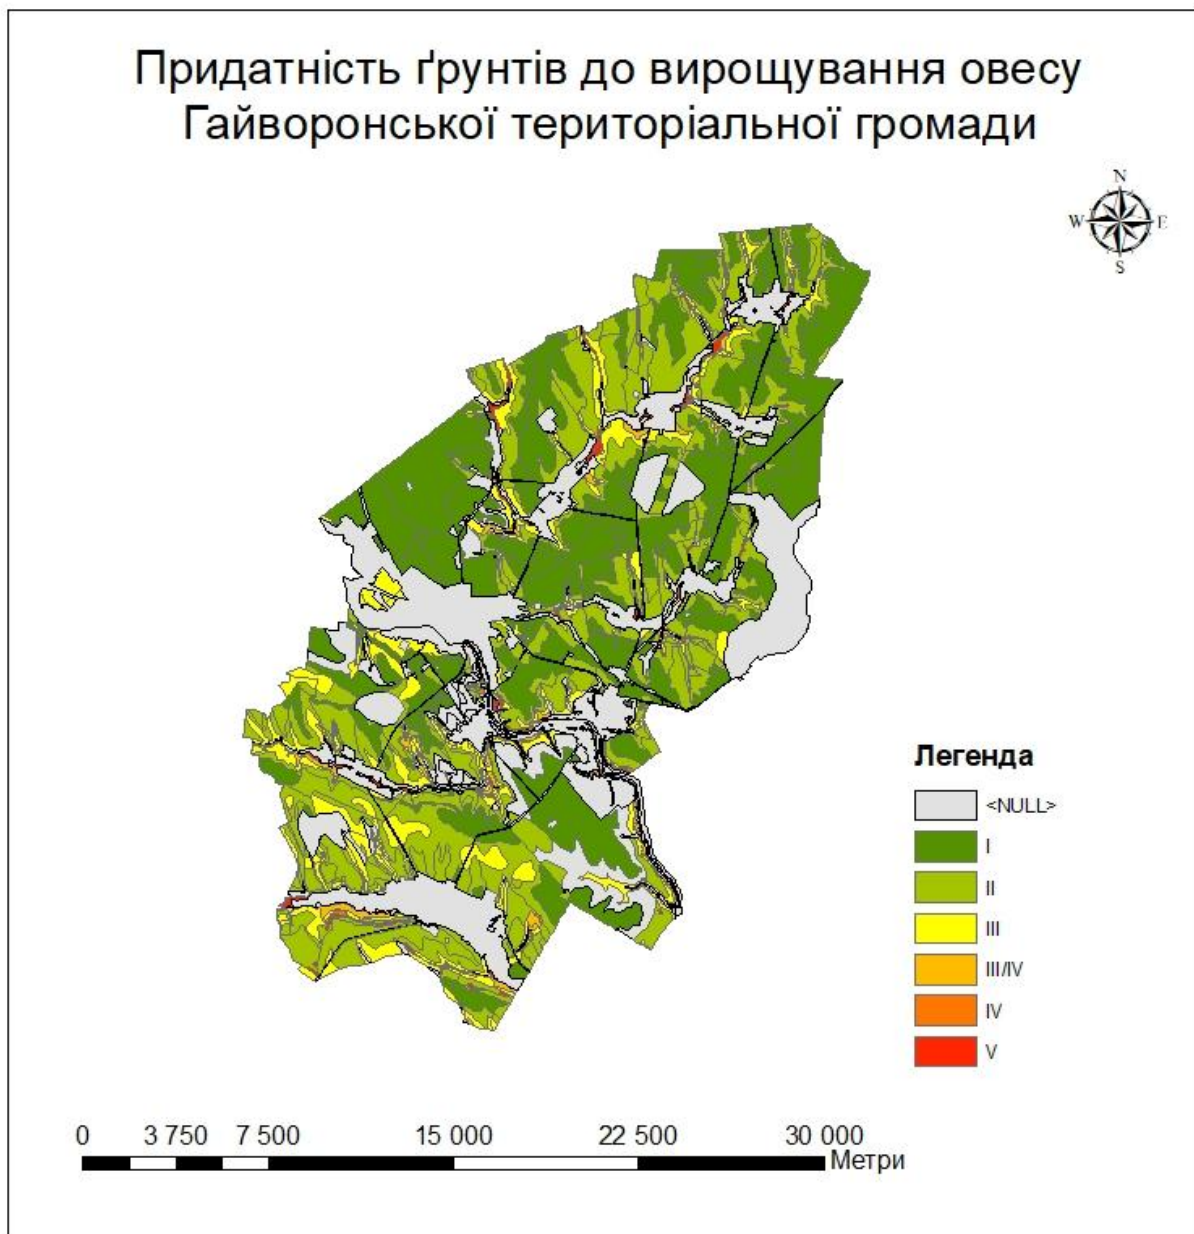 Придатність ґрунтів до вирощування овесу
Гайворонської територіальної громади
N
W E
S
Легенда
<NULL>
I
II
III
III/IV
IV
V
0 3 750 7 500 15 000 22 500 30 000
Метри